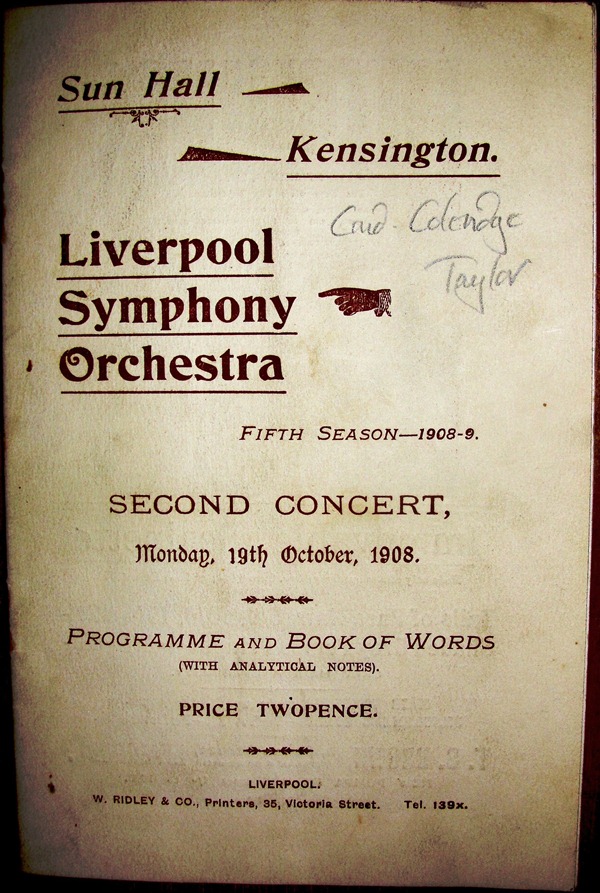 Sun Hall
Kensington.
Cond. Coleridge
Taylor
Liverpool
Symphony
Orchestra
Fifth Season—1908-9.
SECOND CONCERT,
Monday, 19th October, 1908.
Programme and Book of Words
(WITH ANALYTICAL NOTES).
PRICE TWOPENCE.
LIVERPOOL:
W. RIDLEY & CO., Printers, 35, Victoria Street. Tel. 139x.